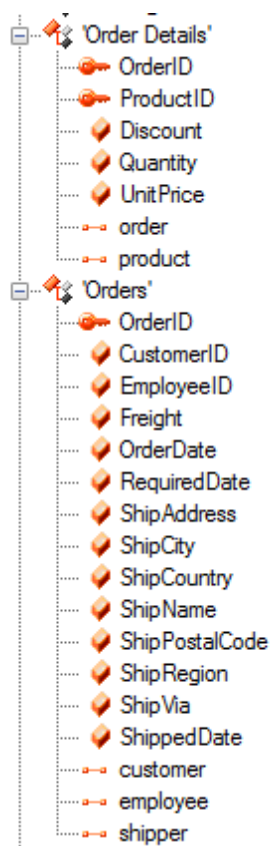 'Order Details'
OrderID
ProductID
Discount
Quantity
UnitPrice
order
product
'Orders'
OrderID
CustomerID
EmployeeID
Freight
OrderDate
RequiredDate
ShipAddress
ShipCity
ShipCountry
ShipName
ShipPostalCode
ShipRegion
ShipVia
ShippedDate
customer
employee
shipper